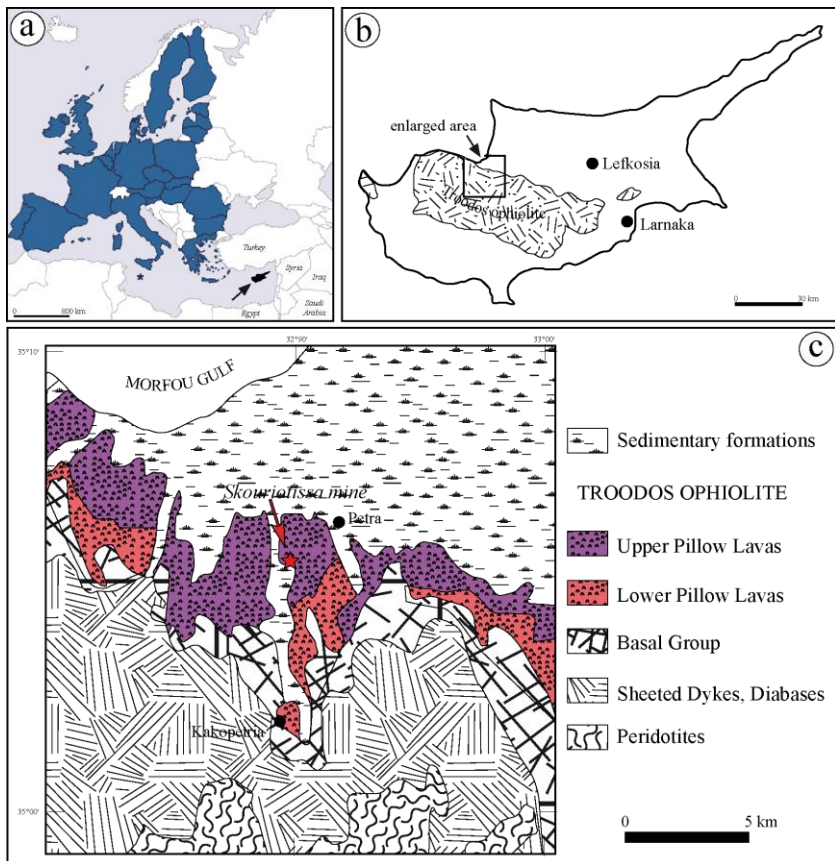 a
Turkey
Syria
Iraq
Saudi
Arabia
Egypt
0 800 km
b
enlarged area
Lefkosia
Troodos ophiolite
Larnaka
0 30 km
c
35°10'
32°90'
33°00'
MORFOU GULF
Skouriotissa mine
Petra
Kakopetria
35°00'
Sedimentary formations
TROODOS OPHIOLITE
Upper Pillow Lavas
Lower Pillow Lavas
Basal Group
Sheeted Dykes, Diabases
Peridotites
0 5 km